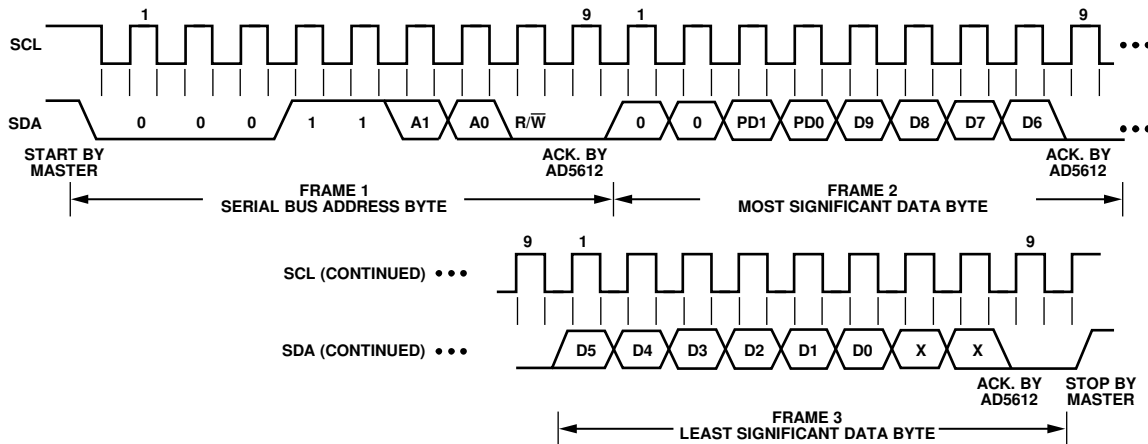 1 9 1 9
SCL
SDA 0 0 0 1 1 A1 A0 R/W̅ 0 0 PD1 PD0 D9 D8 D7 D6
START BY MASTER
ACK. BY AD5612
ACK. BY AD5612
FRAME 1
SERIAL BUS ADDRESS BYTE
FRAME 2
MOST SIGNIFICANT DATA BYTE
9 1 9
SCL (CONTINUED)
SDA (CONTINUED) D5 D4 D3 D2 D1 D0 X X
ACK. BY AD5612
STOP BY MASTER
FRAME 3
LEAST SIGNIFICANT DATA BYTE